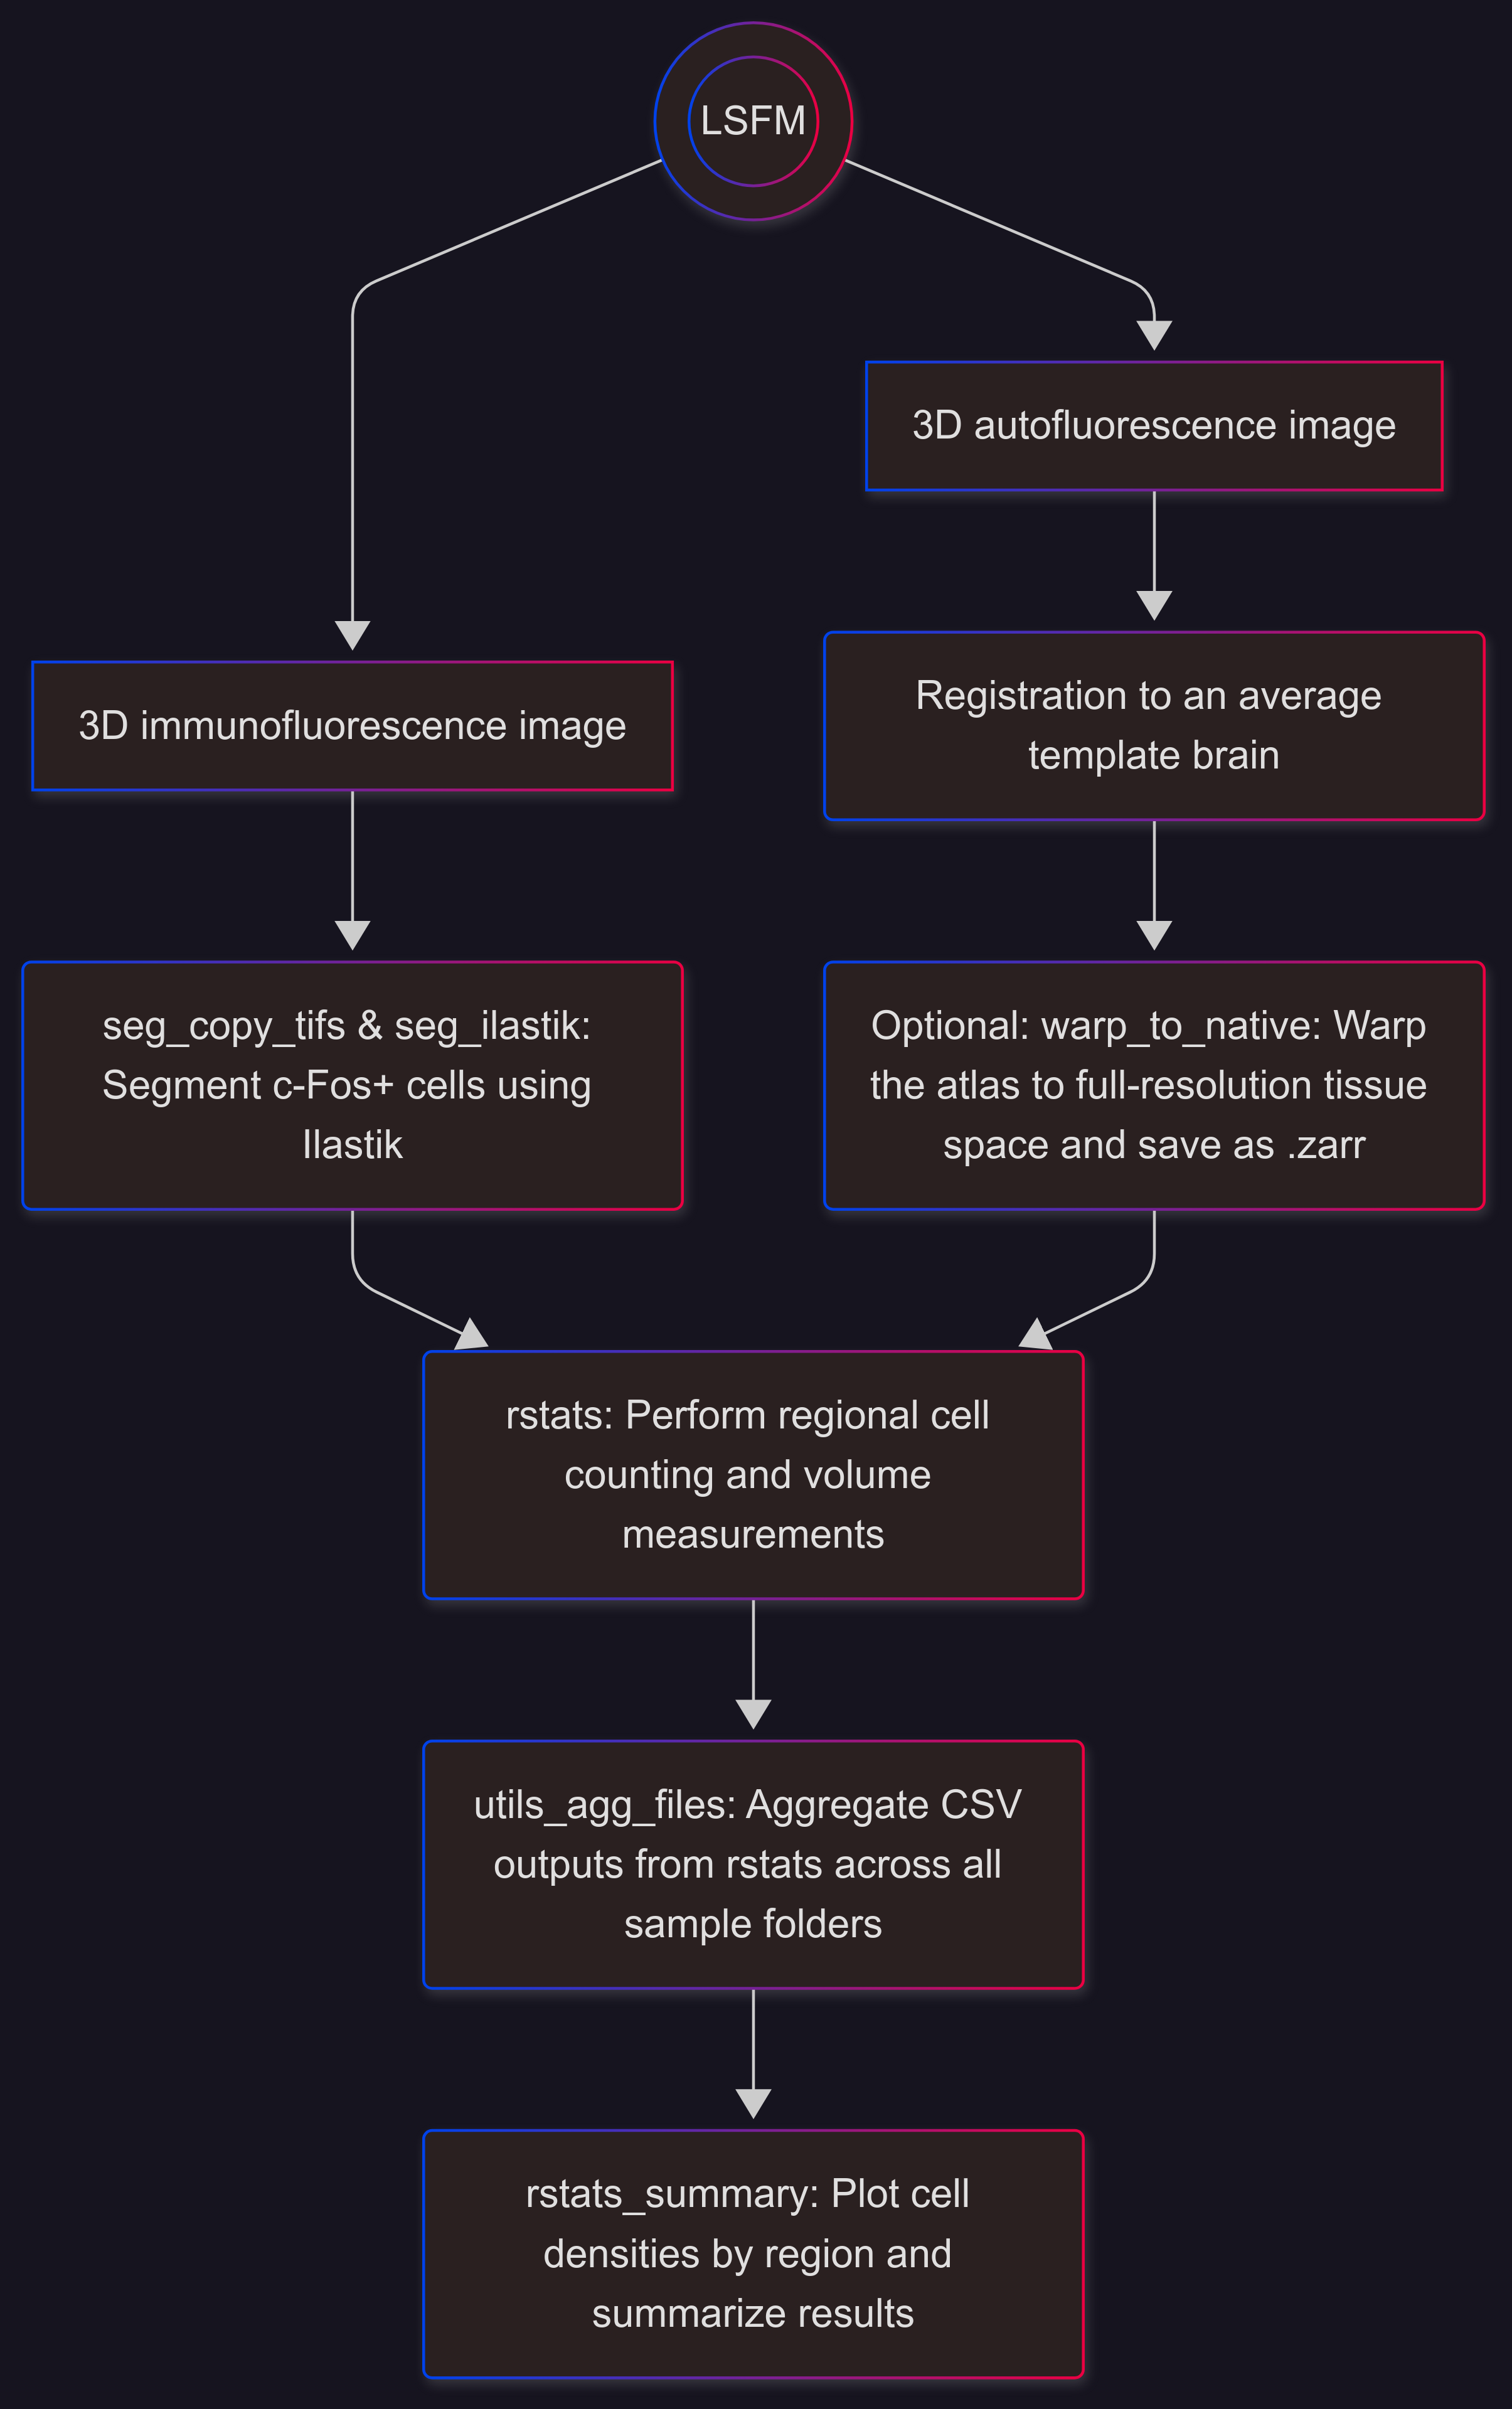 LSFM
3D autofluorescence image
Registration to an average
template brain
3D immunofluorescence image
seg_copy_tifs & seg_ilastik:
Segment c-Fos+ cells using
Ilastik
Optional: warp_to_native: Warp
the atlas to full-resolution tissue
space and save as .zarr
rstats: Perform regional cell
counting and volume
measurements
utils_agg_files: Aggregate CSV
outputs from rstats across all
sample folders
rstats_summary: Plot cell
densities by region and
summarize results